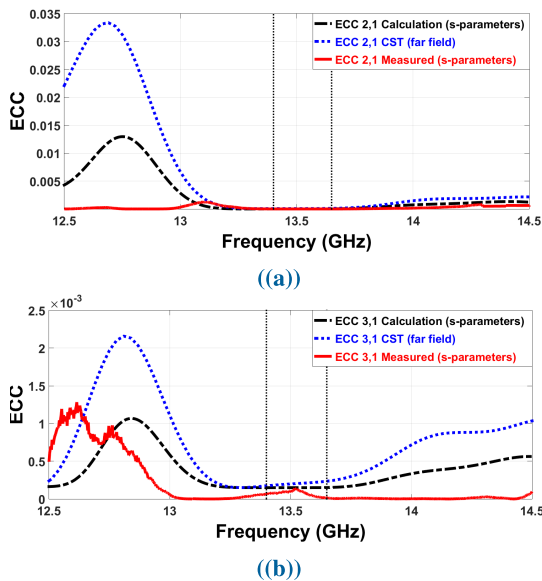 0.035
0.03
0.025
0.02
0.015
0.01
0.005
ECC
ECC 2,1 Calculation (s-parameters)
ECC 2,1 CST (far field)
ECC 2,1 Measured (s-parameters)
12.5 13 13.5 14 14.5
Frequency (GHz)
((a))
×10-3
2.5
2
1.5
1
0.5
0
ECC
ECC 3,1 Calculation (s-parameters)
ECC 3,1 CST (far field)
ECC 3,1 Measured (s-parameters)
12.5 13 13.5 14 14.5
Frequency (GHz)
((b))